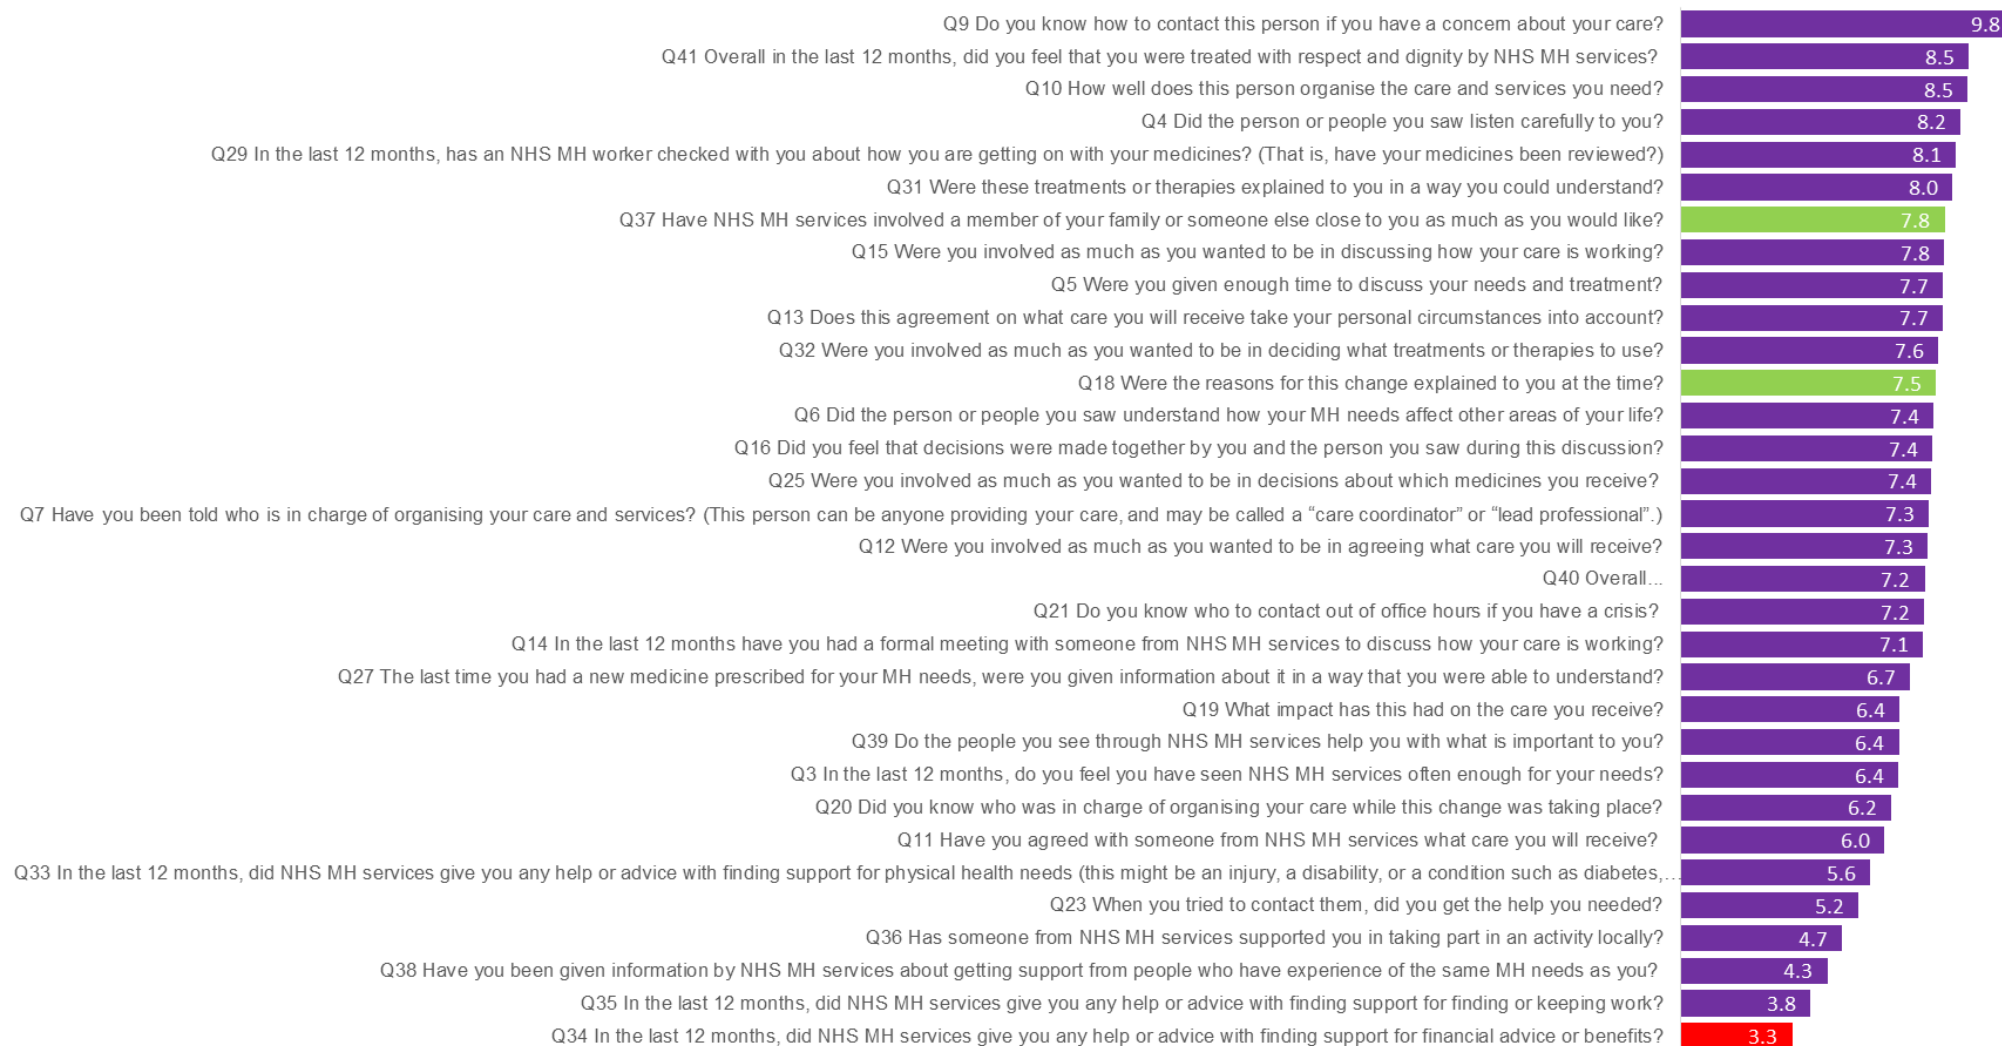 Q9 Do you know how to contact this person if you have a concern about your care? 9.8
Q41 Overall in the last 12 months, did you feel that you were treated with respect and dignity by NHS MH services? 8.5
Q10 How well does this person organise the care and services you need? 8.5
Q4 Did the person or people you saw listen carefully to you? 8.2
Q29 In the last 12 months, has an NHS MH worker checked with you about how you are getting on with your medicines? (That is, have your medicines been reviewed?) 8.1
Q31 Were these treatments or therapies explained to you in a way you could understand? 8.0
Q37 Have NHS MH services involved a member of your family or someone else close to you as much as you would like? 7.8
Q15 Were you involved as much as you wanted to be in discussing how your care is working? 7.8
Q5 Were you given enough time to discuss your needs and treatment? 7.7
Q13 Does this agreement on what care you will receive take your personal circumstances into account? 7.7
Q32 Were you involved as much as you wanted to be in deciding what treatments or therapies to use? 7.6
Q18 Were the reasons for this change explained to you at the time? 7.5
Q6 Did the person or people you saw understand how your MH needs affect other areas of your life? 7.4
Q16 Did you feel that decisions were made together by you and the person you saw during this discussion? 7.4
Q25 Were you involved as much as you wanted to be in decisions about which medicines you receive? 7.4
Q7 Have you been told who is in charge of organising your care and services? (This person can be anyone providing your care, and may be called a “care coordinator” or “lead professional”.) 7.3
Q12 Were you involved as much as you wanted to be in agreeing what care you will receive? 7.3
Q40 Overall... 7.2
Q21 Do you know who to contact out of office hours if you have a crisis? 7.2
Q14 In the last 12 months have you had a formal meeting with someone from NHS MH services to discuss how your care is working? 7.1
Q27 The last time you had a new medicine prescribed for your MH needs, were you given information about it in a way that you were able to understand? 6.7
Q19 What impact has this had on the care you receive? 6.4
Q39 Do the people you see through NHS MH services help you with what is important to you? 6.4
Q3 In the last 12 months, do you feel you have seen NHS MH services often enough for your needs? 6.4
Q20 Did you know who was in charge of organising your care while this change was taking place? 6.2
Q11 Have you agreed with someone from NHS MH services what care you will receive? 6.0
Q33 In the last 12 months, did NHS MH services give you any help or advice with finding support for physical health needs (this might be an injury, a disability, or a condition such as diabetes,... 5.6
Q23 When you tried to contact them, did you get the help you needed? 5.2
Q36 Has someone from NHS MH services supported you in taking part in an activity locally? 4.7
Q38 Have you been given information by NHS MH services about getting support from people who have experience of the same MH needs as you? 4.3
Q35 In the last 12 months, did NHS MH services give you any help or advice with finding support for finding or keeping work? 3.8
Q34 In the last 12 months, did NHS MH services give you any help or advice with finding support for financial advice or benefits? 3.3